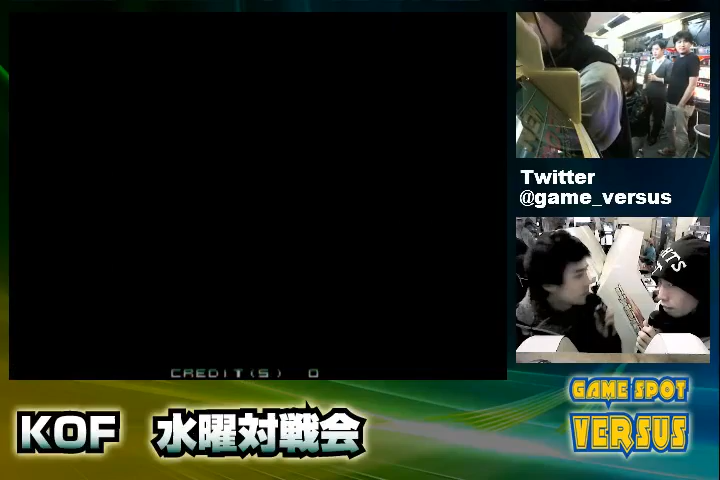 Twitter
@game_versus
CREDIT(S) 0
KOF 水曜対戦会
GAME SPOT
VERSUS